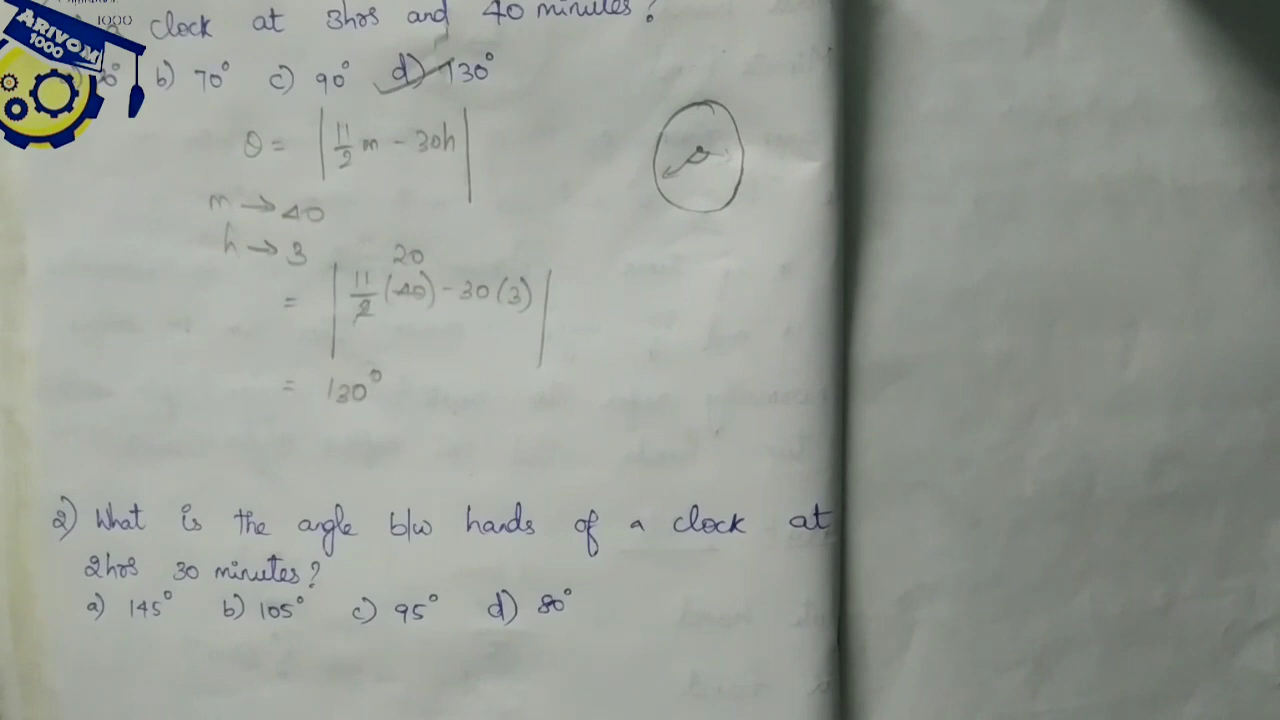 clock at 3hrs and 40 minutes?
ARIVOM
1000
1000
b) 70° c) 90° d) 130°
θ = | 11/2 m - 30h |
m → 40
h → 3
20
= | 11/2 (40) - 30 (3) |
= 130°
2) What is the angle b/w hands of a clock at
2hrs 30 minutes?
a) 145° b) 105° c) 95° d) 80°